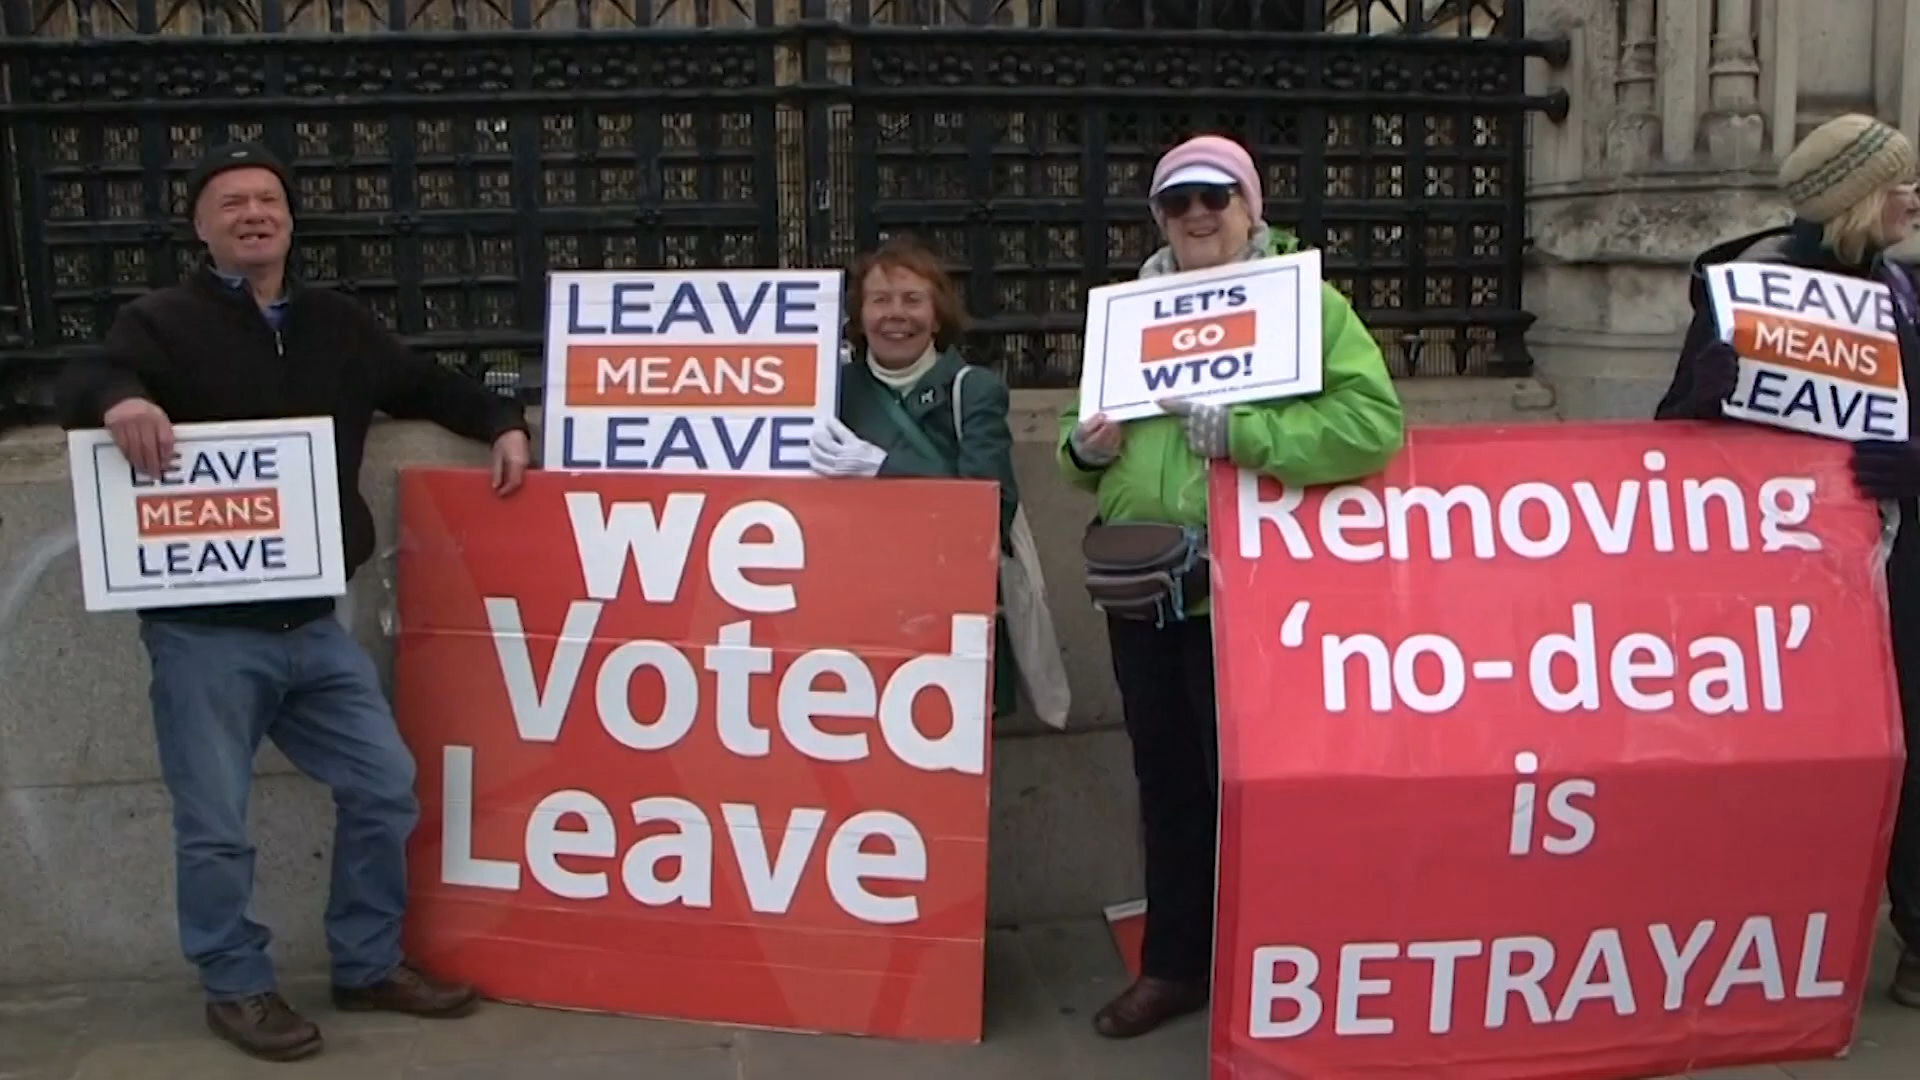 LEAVE
MEANS
LEAVE
LEAVE
MEANS
LEAVE
we
Voted
Leave
LET'S
GO
WTO!
LEAVE
MEANS
LEAVE
Removing
‘no-deal’
is
BETRAYAL